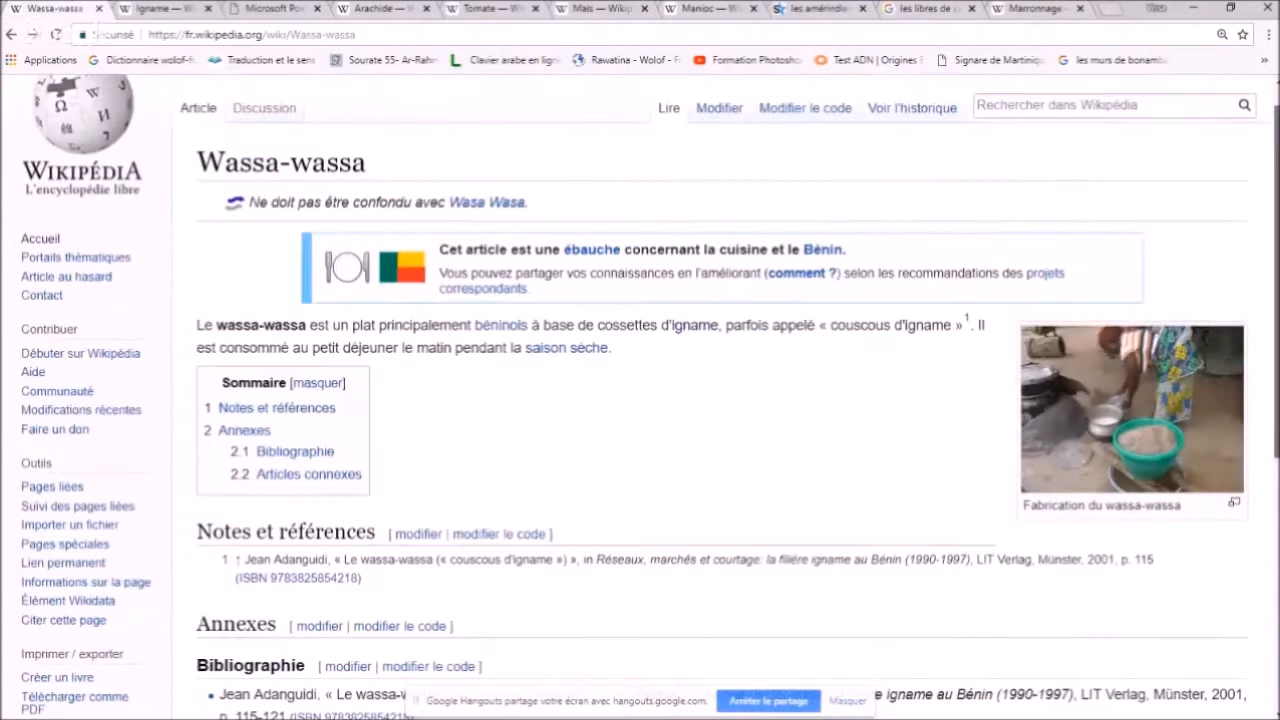 Wassa-wassa
Igname — W
Microsoft Po
Arachide —
Tomate — W
Maïs — Wikip
Manioc — W
les amérindie
les libres de
Marronnage —
https://fr.wikipedia.org/wiki/Wassa-wassa
Applications
Dictionnaire wolof-f
Traduction et le sens
Sourate 55- Ar-Rahm
Clavier arabe en lign
Rawatina - Wolof - F
Formation Photosho
Test ADN | Origines
Signare de Martiniq
les murs de bonamb
»
Article Discussion
Lire Modifier Modifier le code Voir l'historique
Rechercher dans Wikipédia
WIKIPÉDIA
L'encyclopédie libre
Accueil
Portails thématiques
Article au hasard
Contact
Contribuer
Débuter sur Wikipédia
Aide
Communauté
Modifications récentes
Faire un don
Outils
Pages liées
Suivi des pages liées
Importer un fichier
Pages spéciales
Lien permanent
Informations sur la page
Élément Wikidata
Citer cette page
Imprimer / exporter
Créer un livre
Télécharger comme
PDF
Wassa-wassa
Ne doit pas être confondu avec Wasa Wasa.
Cet article est une ébauche concernant la cuisine et le Bénin.
Vous pouvez partager vos connaissances en l'améliorant (comment ?) selon les recommandations des projets
correspondants.
Le wassa-wassa est un plat principalement béninois à base de cossettes d'igname, parfois appelé « couscous d'igname »1. Il
est consommé au petit déjeuner le matin pendant la saison sèche.
Fabrication du wassa-wassa
Sommaire [masquer]
1 Notes et références
2 Annexes
2.1 Bibliographie
2.2 Articles connexes
Notes et références [ modifier | modifier le code ]
1 ↑ Jean Adanguidi, « Le wassa-wassa (« couscous d'igname ») », in Réseaux, marchés et courtage: la filière igname au Bénin (1990-1997), LIT Verlag, Münster, 2001, p. 115
(ISBN 9783825854218)
Annexes [ modifier | modifier le code ]
Bibliographie [ modifier | modifier le code ]
• Jean Adanguidi, « Le wassa-w
e igname au Bénin (1990-1997), LIT Verlag, Münster, 2001,
p. 115-121 (ISBN 9783825854218)
Google Hangouts partage votre écran avec hangouts.google.com.
Arrêter le partage
Masquer